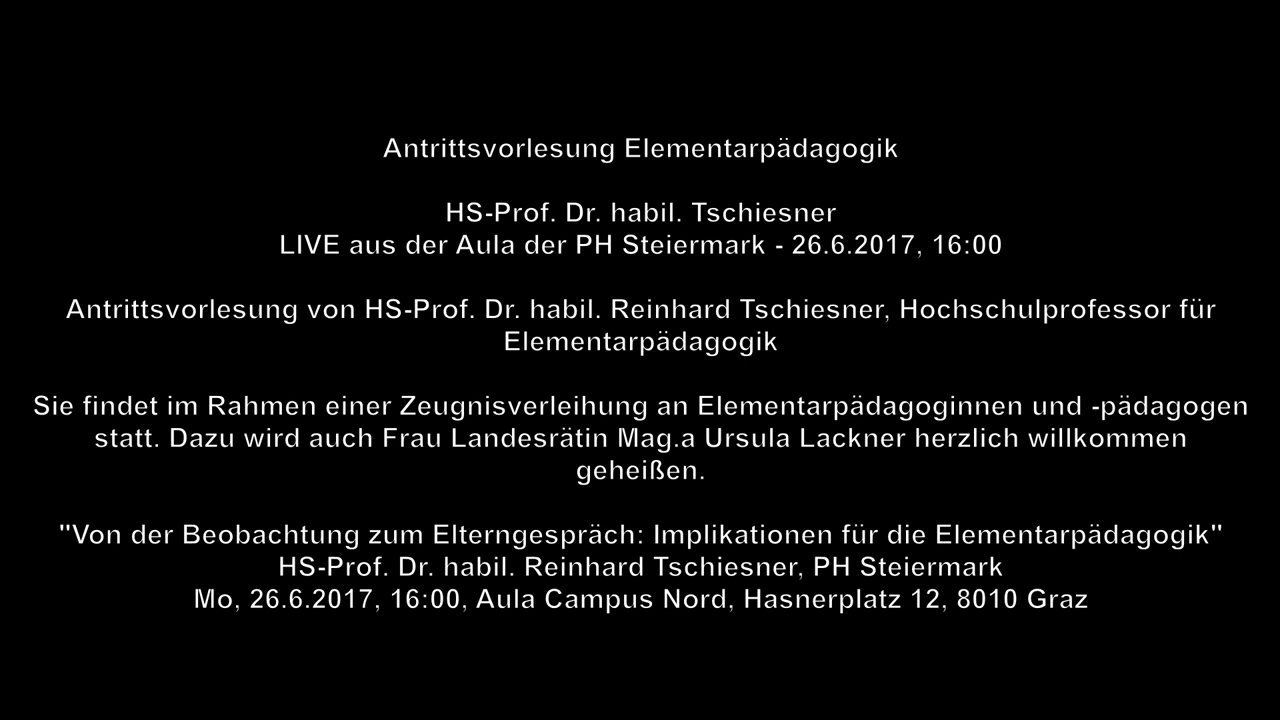 Antrittsvorlesung Elementarpädagogik
HS-Prof. Dr. habil. Tschiesner
LIVE aus der Aula der PH Steiermark - 26.6.2017, 16:00
Antrittsvorlesung von HS-Prof. Dr. habil. Reinhard Tschiesner, Hochschulprofessor für
Elementarpädagogik
Sie findet im Rahmen einer Zeugnisverleihung an Elementarpädagoginnen und -pädagogen
statt. Dazu wird auch Frau Landesrätin Mag.a Ursula Lackner herzlich willkommen
geheißen.
"Von der Beobachtung zum Elterngespräch: Implikationen für die Elementarpädagogik"
HS-Prof. Dr. habil. Reinhard Tschiesner, PH Steiermark
Mo, 26.6.2017, 16:00, Aula Campus Nord, Hasnerplatz 12, 8010 Graz